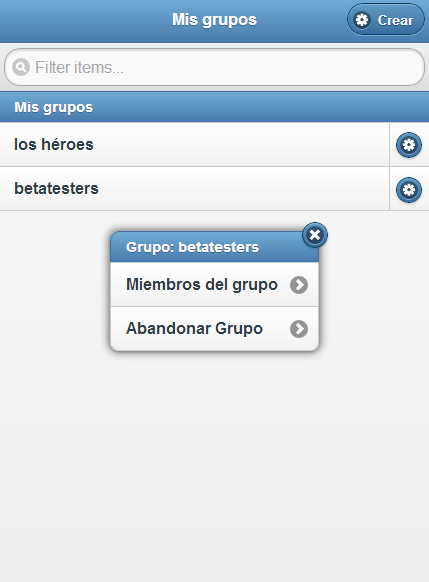 Mis grupos
Crear
Filter items...
Mis grupos
los héroes
betatesters
Grupo: betatesters
Miembros del grupo
Abandonar Grupo